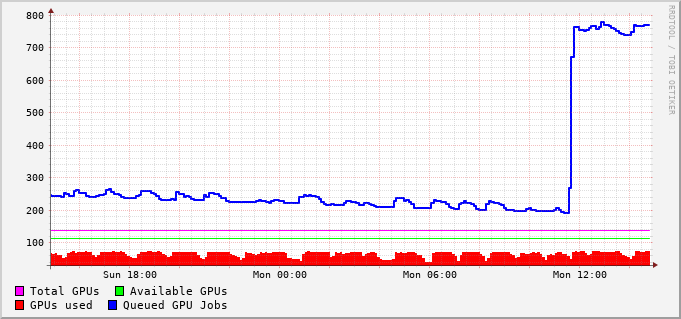 800
700
600
500
400
300
200
100
Sun 18:00 Mon 00:00 Mon 06:00 Mon 12:00
Total GPUs Available GPUs
GPUs used Queued GPU Jobs
RRDTOOL / TOBI OETIKER